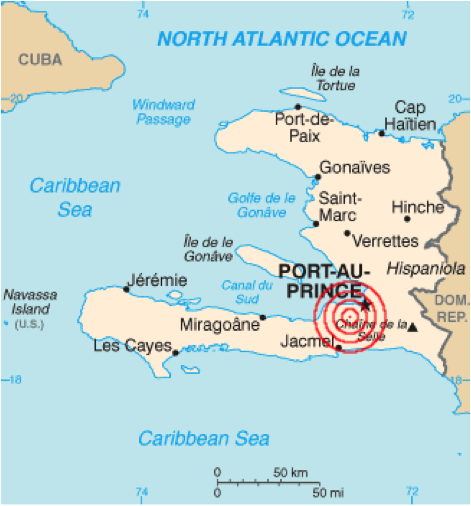 74
72
NORTH ATLANTIC OCEAN
CUBA
Île de la
Tortue
20
20
Windward
Passage
Port-de-
Paix
Cap
Haïtien
Gonaïves
Caribbean
Sea
Golfe de le
Gonâve
Saint-
Marc
Hinche
Verrettes
Île de le
Gonâve
PORT-AU-
PRINCE
Hispaniola
Jérémie
Canal du
Sud
Navassa
Island
(U.S.)
DOM.
REP.
Miragoâne
Chaîne de la
Selle
Les Cayes
Jacmel
18
18
Caribbean Sea
0 50 km
0 50 mi
74
72